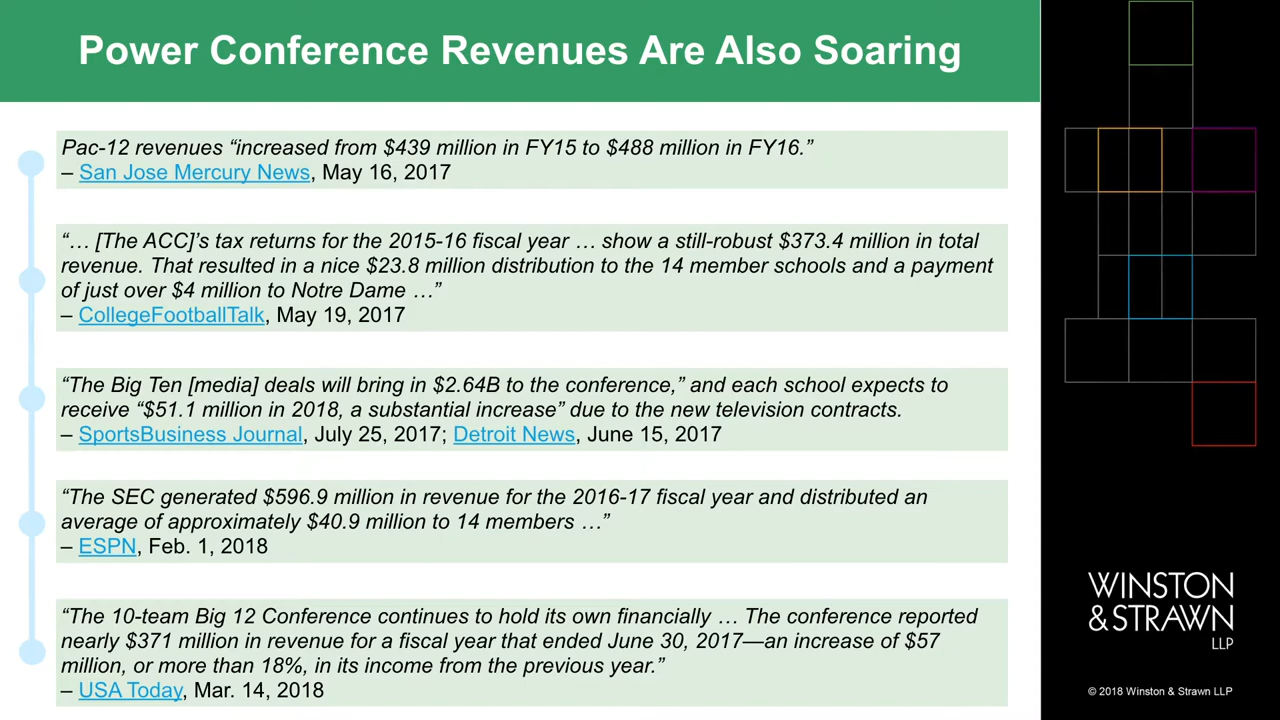 Power Conference Revenues Are Also Soaring
Pac-12 revenues “increased from $439 million in FY15 to $488 million in FY16.”
– San Jose Mercury News, May 16, 2017
“… [The ACC]’s tax returns for the 2015-16 fiscal year … show a still-robust $373.4 million in total
revenue. That resulted in a nice $23.8 million distribution to the 14 member schools and a payment
of just over $4 million to Notre Dame …”
– CollegeFootballTalk, May 19, 2017
“The Big Ten [media] deals will bring in $2.64B to the conference,” and each school expects to
receive “$51.1 million in 2018, a substantial increase” due to the new television contracts.
– SportsBusiness Journal, July 25, 2017; Detroit News, June 15, 2017
“The SEC generated $596.9 million in revenue for the 2016-17 fiscal year and distributed an
average of approximately $40.9 million to 14 members …”
– ESPN, Feb. 1, 2018
“The 10-team Big 12 Conference continues to hold its own financially … The conference reported
nearly $371 million in revenue for a fiscal year that ended June 30, 2017—an increase of $57
million, or more than 18%, in its income from the previous year.”
– USA Today, Mar. 14, 2018
WINSTON
& STRAWN
LLP
© 2018 Winston & Strawn LLP